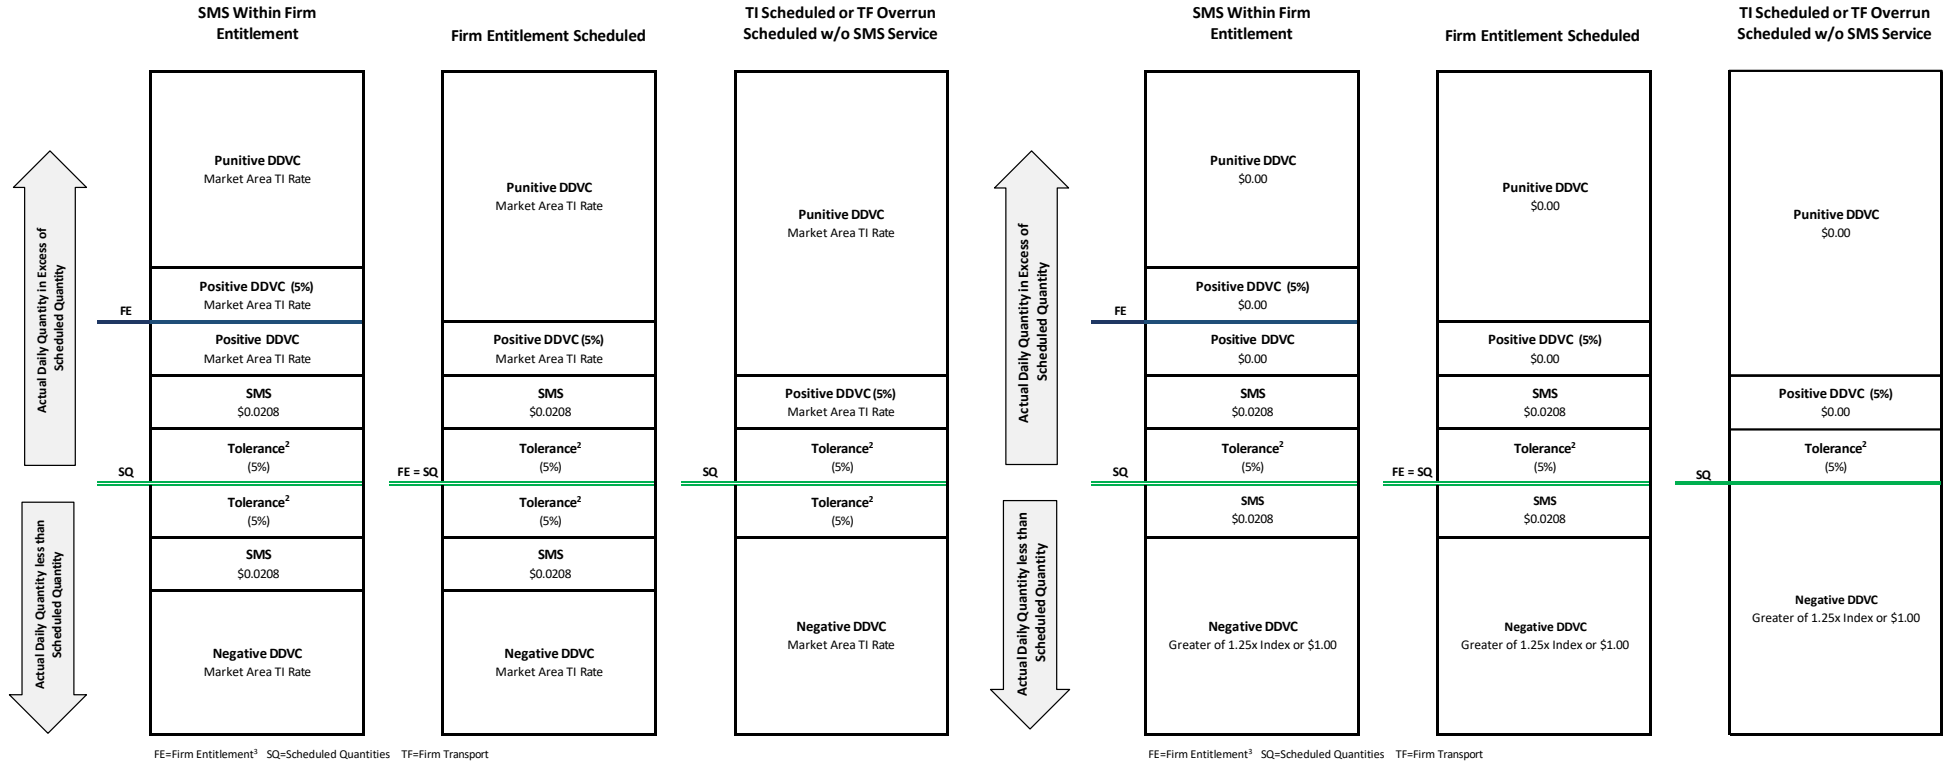 SMS Within Firm
Entitlement
Firm Entitlement Scheduled
TI Scheduled or TF Overrun
Scheduled w/o SMS Service
Actual Daily Quantity in Excess of
Scheduled Quantity
Actual Daily Quantity less than
Scheduled Quantity
FE
SQ
Punitive DDVC
Market Area TI Rate
Positive DDVC (5%)
Market Area TI Rate
Positive DDVC
Market Area TI Rate
SMS
$0.0208
Tolerance²
(5%)
Tolerance²
(5%)
SMS
$0.0208
Negative DDVC
Market Area TI Rate
FE = SQ
Punitive DDVC
Market Area TI Rate
Positive DDVC (5%)
Market Area TI Rate
SMS
$0.0208
Tolerance²
(5%)
Tolerance²
(5%)
SMS
$0.0208
Negative DDVC
Market Area TI Rate
SQ
Punitive DDVC
Market Area TI Rate
Positive DDVC (5%)
Market Area TI Rate
Tolerance²
(5%)
Tolerance²
(5%)
Negative DDVC
Market Area TI Rate
FE=Firm Entitlement³ SQ=Scheduled Quantities TF=Firm Transport
SMS Within Firm
Entitlement
Firm Entitlement Scheduled
TI Scheduled or TF Overrun
Scheduled w/o SMS Service
Actual Daily Quantity in Excess of
Scheduled Quantity
Actual Daily Quantity less than
Scheduled Quantity
FE
SQ
Punitive DDVC
$0.00
Positive DDVC (5%)
$0.00
Positive DDVC
$0.00
SMS
$0.0208
Tolerance²
(5%)
SMS
$0.0208
Negative DDVC
Greater of 1.25x Index or $1.00
FE = SQ
Punitive DDVC
$0.00
Positive DDVC (5%)
$0.00
SMS
$0.0208
Tolerance²
(5%)
SMS
$0.0208
Negative DDVC
Greater of 1.25x Index or $1.00
SQ
Punitive DDVC
$0.00
Positive DDVC (5%)
$0.00
Tolerance²
(5%)
Negative DDVC
Greater of 1.25x Index or $1.00
FE=Firm Entitlement³ SQ=Scheduled Quantities TF=Firm Transport